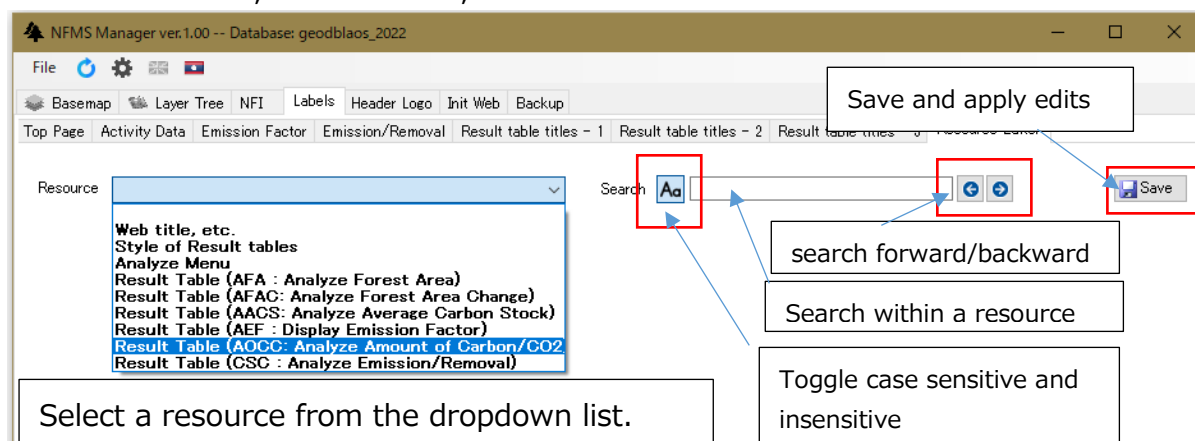 NFMS Manager ver.1.00 -- Database: geodblaos_2022
File
Basemap Layer Tree NFI Labels Header Logo Init Web Backup
Save and apply edits
Top Page Activity Data Emission Factor Emission/Removal Result table titles - 1 Result table titles - 2
Resource
Search Aa
Save
Web title, etc.
Style of Result tables
Analyze Menu
Result Table (AFA : Analyze Forest Area)
Result Table (AFAC: Analyze Forest Area Change)
Result Table (AACS: Analyze Average Carbon Stock)
Result Table (AEF : Display Emission Factor)
Result Table (AOCC: Analyze Amount of Carbon/CO2
Result Table (CSC : Analyze Emission/Removal)
search forward/backward
Search within a resource
Toggle case sensitive and
insensitive
Select a resource from the dropdown list.